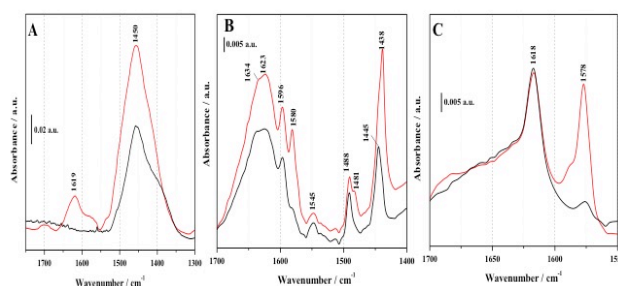 A
1450
1619
0.02 a.u.
Absorbance / a.u.
1700 1600 1500 1400 1300
Wavenumber / cm-1
B
0.005 a.u.
1438
1634
1623
1596
1580
1445
1488
1481
1545
Absorbance / a.u.
1700 1600 1500 1400
Wavenumber / cm-1
C
1618
1578
0.005 a.u.
Absorbance / a.u.
1700 1650 1600
Wavenumber / cm-1